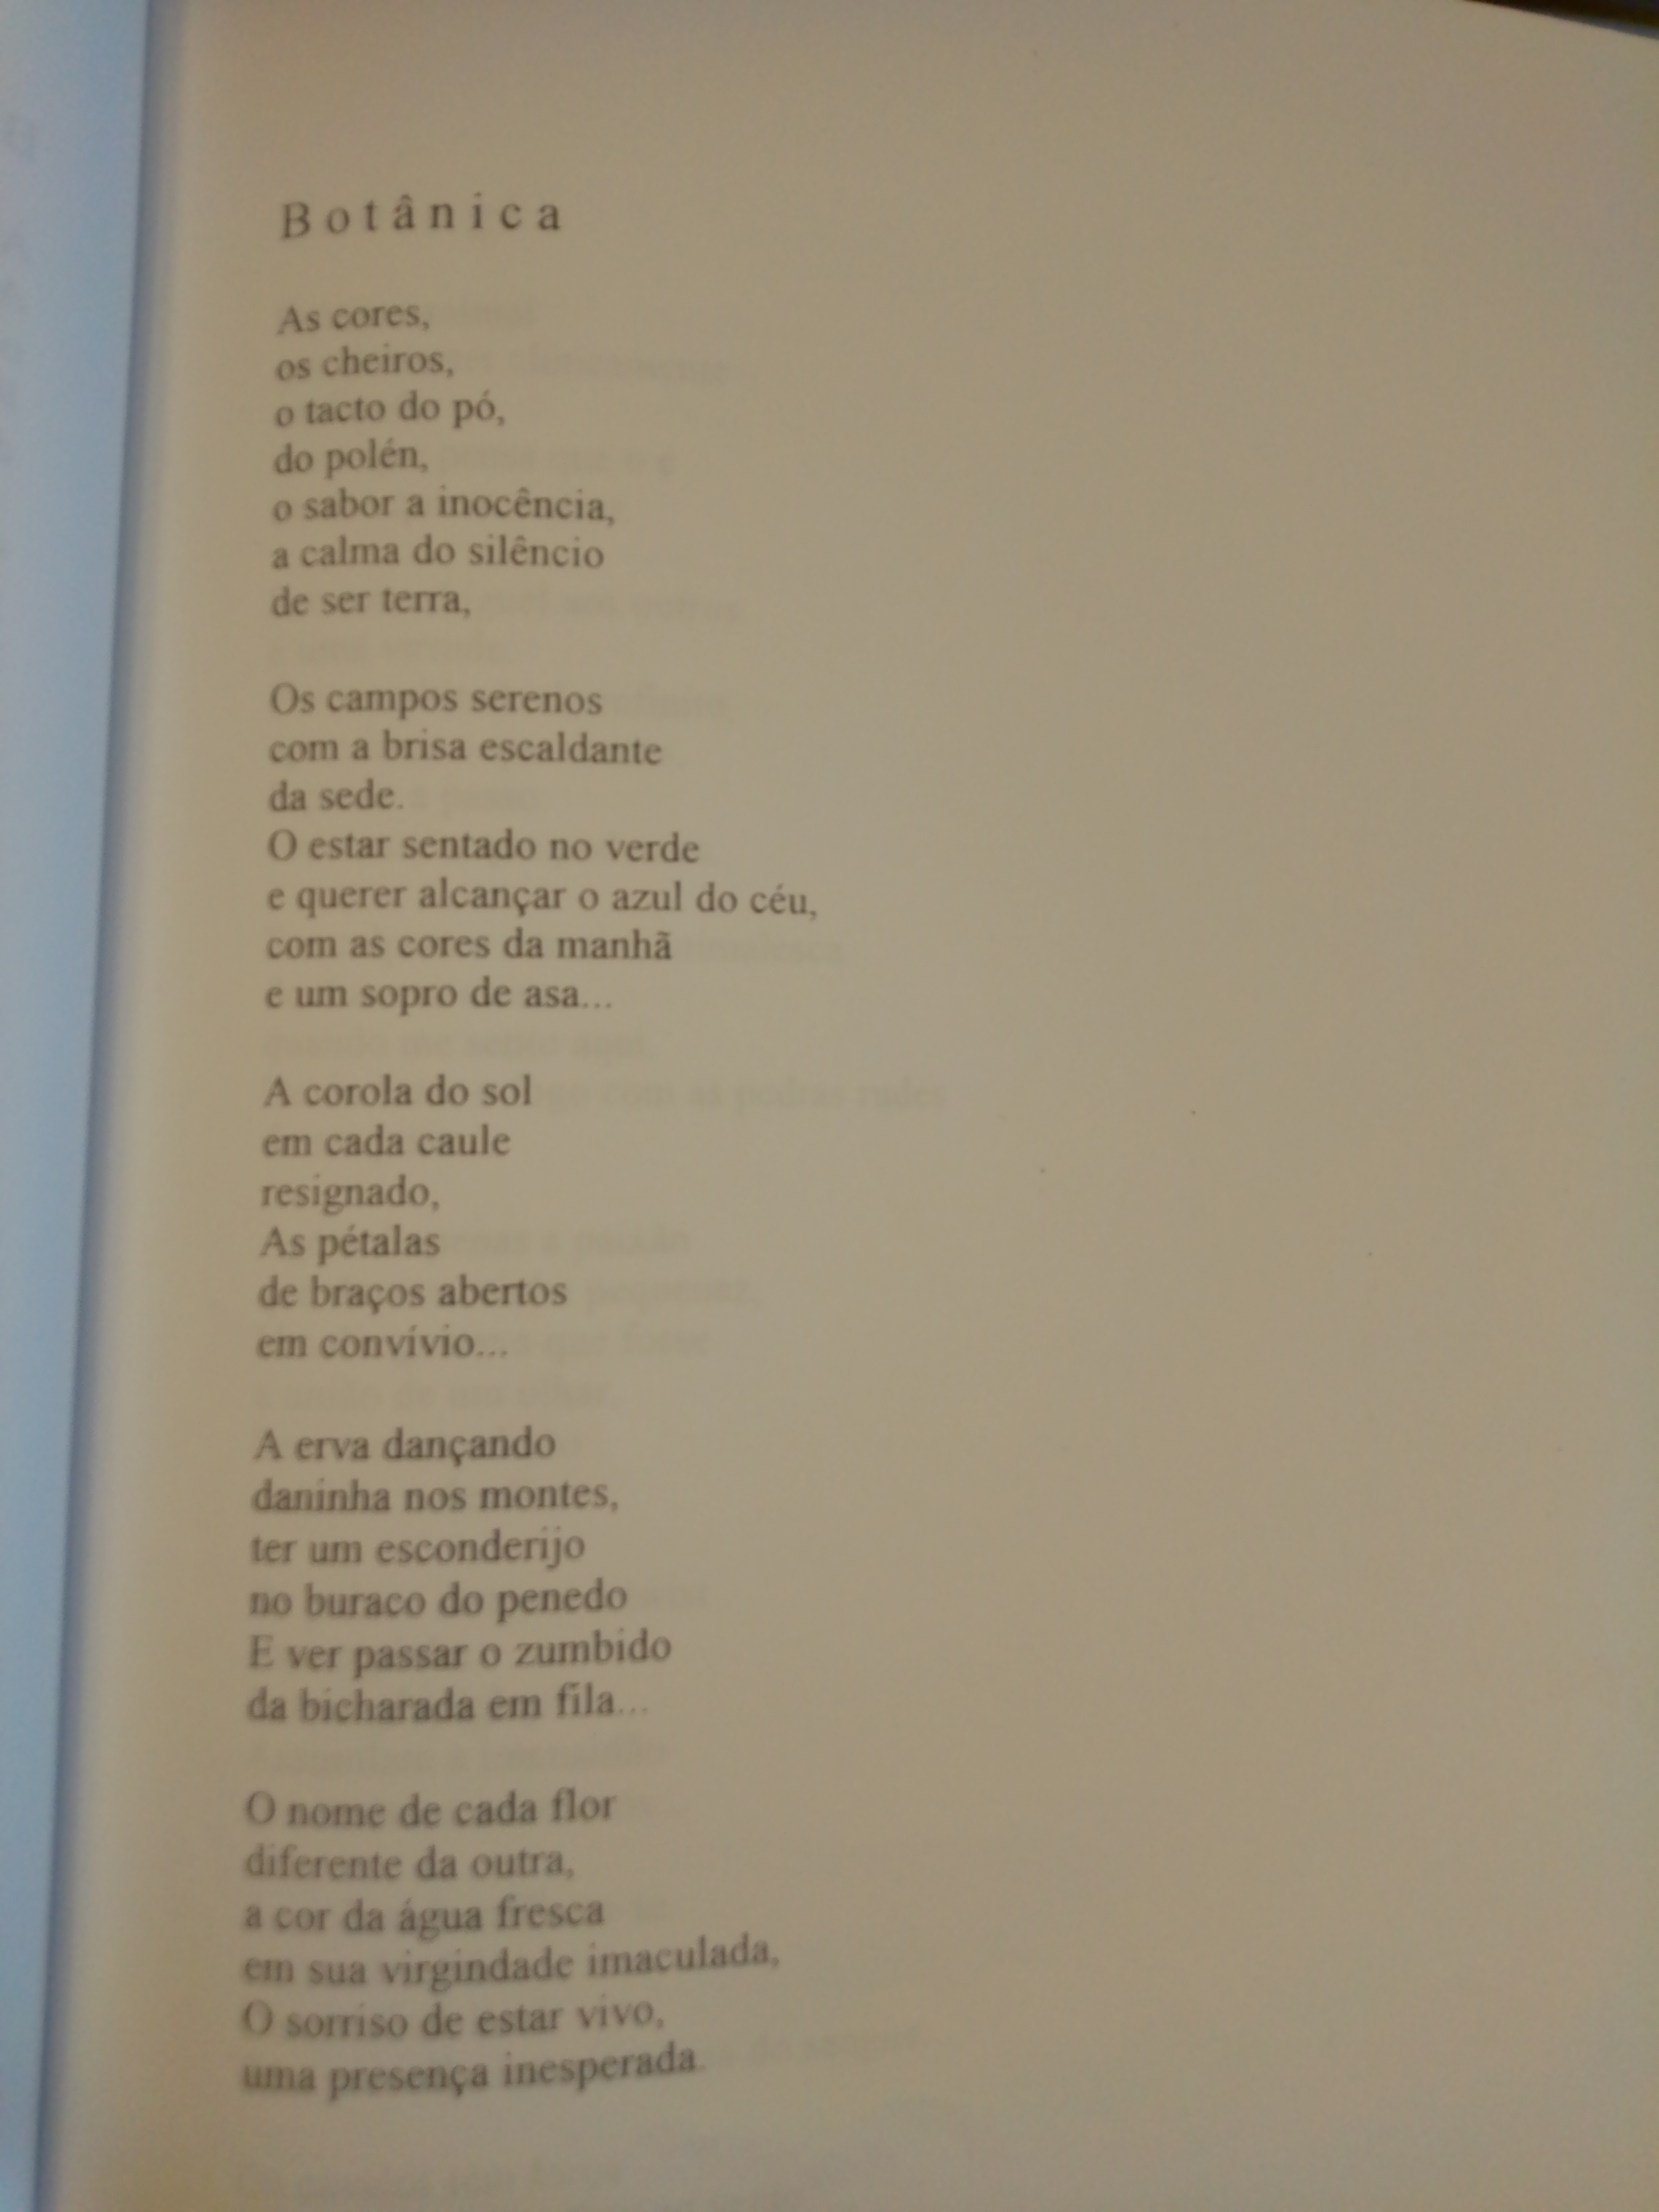 Botânica
As cores,
os cheiros,
o tacto do pó,
do polén,
o sabor a inocência,
a calma do silêncio
de ser terra,
Os campos serenos
com a brisa escaldante
da sede.
O estar sentado no verde
e querer alcançar o azul do céu,
com as cores da manhã
e um sopro de asa...
A corola do sol
em cada caule
resignado,
As pétalas
de braços abertos
em convívio...
A erva dançando
daninha nos montes,
ter um esconderijo
no buraco do penedo
E ver passar o zumbido
da bicharada em fila...
O nome de cada flor
diferente da outra,
a cor da água fresca
em sua virgindade imaculada,
O sorriso de estar vivo,
uma presença inesperada.